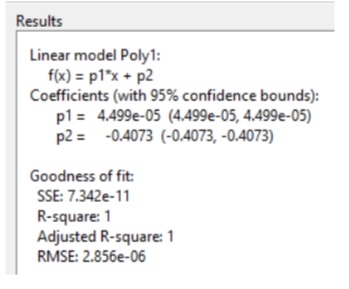 Results
Linear model Poly1:
f(x) = p1*x + p2
Coefficients (with 95% confidence bounds):
p1 = 4.499e-05 (4.499e-05, 4.499e-05)
p2 = -0.4073 (-0.4073, -0.4073)
Goodness of fit:
SSE: 7.342e-11
R-square: 1
Adjusted R-square: 1
RMSE: 2.856e-06